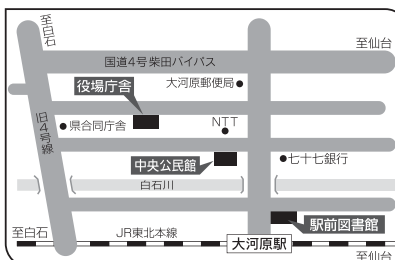 至白石
至仙台
国道4号柴田バイパス
大河原郵便局
役場庁舎
旧4号線
県合同庁舎
NTT
中央公民館
七十七銀行
白石川
駅前図書館
至白石
JR東北本線
大河原駅
至仙台